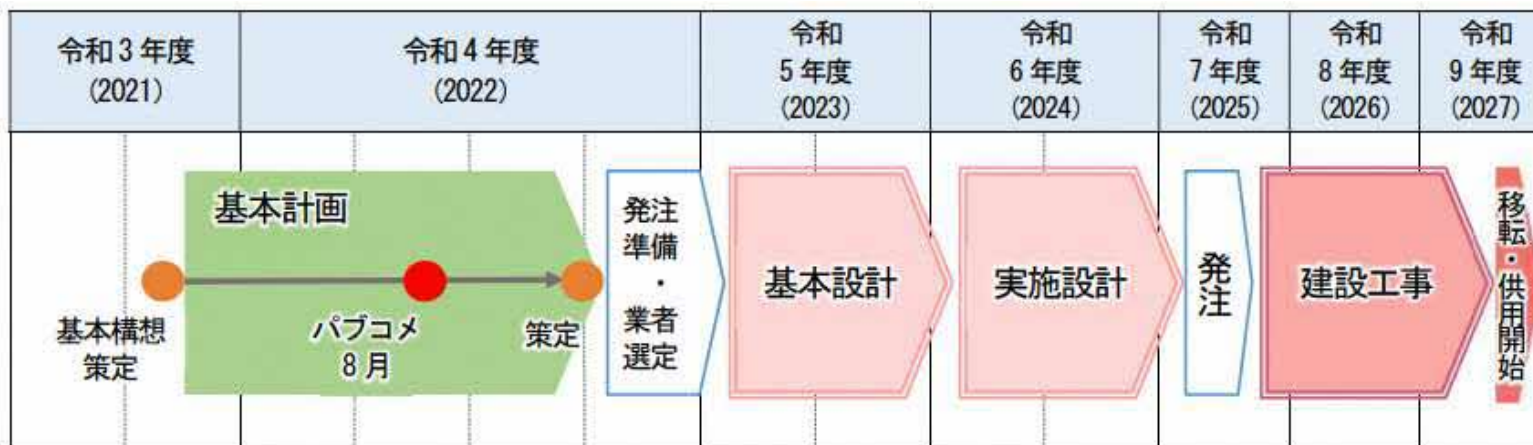 令和3年度
(2021)
令和4年度
(2022)
令和
5年度
(2023)
令和
6年度
(2024)
令和
7年度
(2025)
令和
8年度
(2026)
令和
9年度
(2027)
基本計画
基本構想
策定
パブコメ
8月
策定
発注
準備
・
業者
選定
基本設計
実施設計
発注
建設工事
移転・供用開始